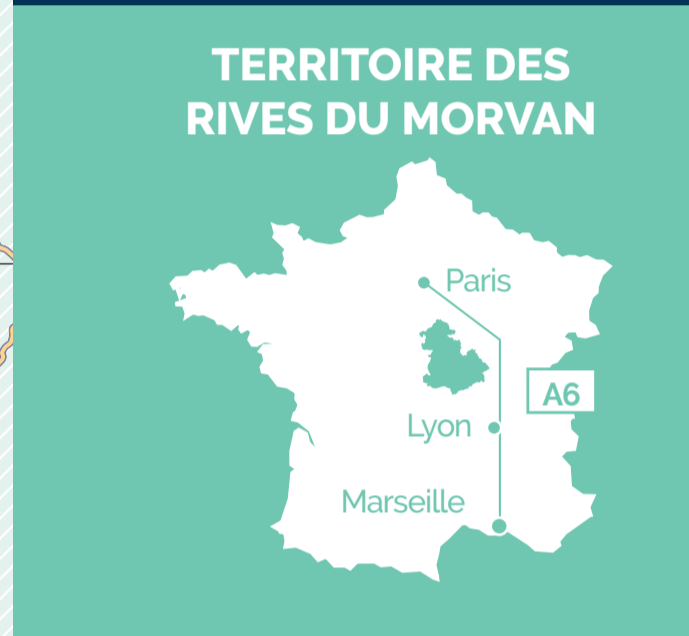 TERRITOIRE DES
RIVES DU MORVAN
Paris
A6
Lyon
Marseille